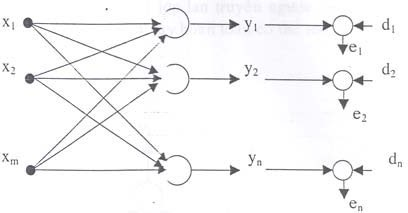 x₁ y₁ d₁
e₁
x₂ y₂ d₂
e₂
xₘ yₙ dₙ
eₙ